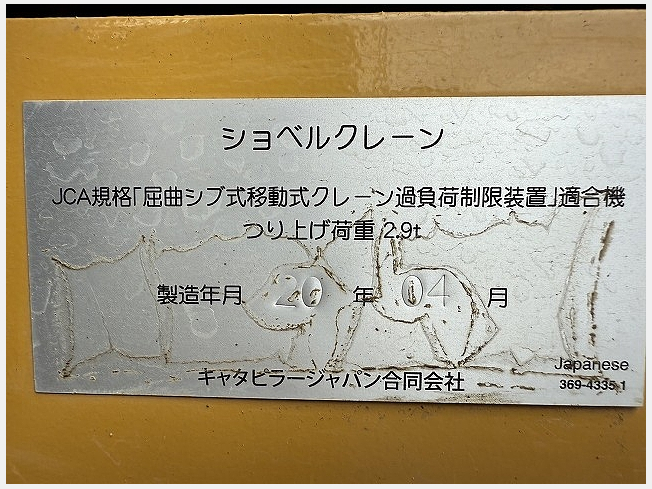 ショベルクレーン
JCA規格「屈曲ジブ式移動式クレーン過負荷制限装置」適合機
つり上げ荷重 2.9t
製造年月 20 年 04 月
キャタピラージャパン合同会社
Japanese
369-4335 1